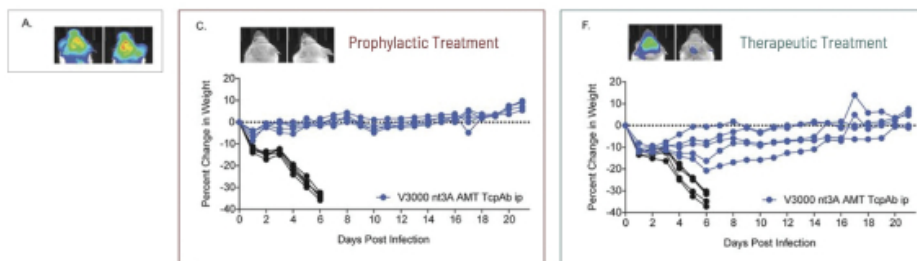 A.
C.
Prophylactic Treatment
Percent Change in Weight
20
10
0
-10
-20
-30
-40
V3000 nt3A AMT TcpAb ip
0 2 4 6 8 10 12 14 16 18 20
Days Post Infection
F.
Therapeutic Treatment
Percent Change in Weight
20
10
0
-10
-20
-30
-40
V3000 nt3A AMT TcpAb ip
0 2 4 6 8 10 12 14 16 18 20
Days Post Infection